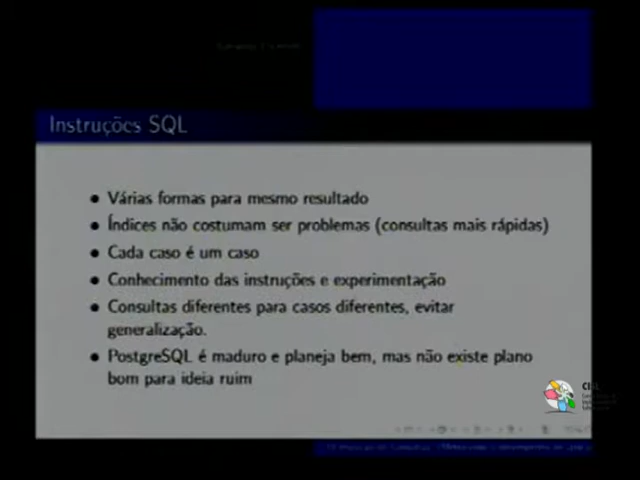 Instruções SQL
• Várias formas para mesmo resultado
• Índices não costumam ser problemas (consultas mais rápidas)
• Cada caso é um caso
• Conhecimento das instruções e experimentação
• Consultas diferentes para casos diferentes, evitar
generalização.
• PostgreSQL é maduro e planeja bem, mas não existe plano
bom para ideia ruim